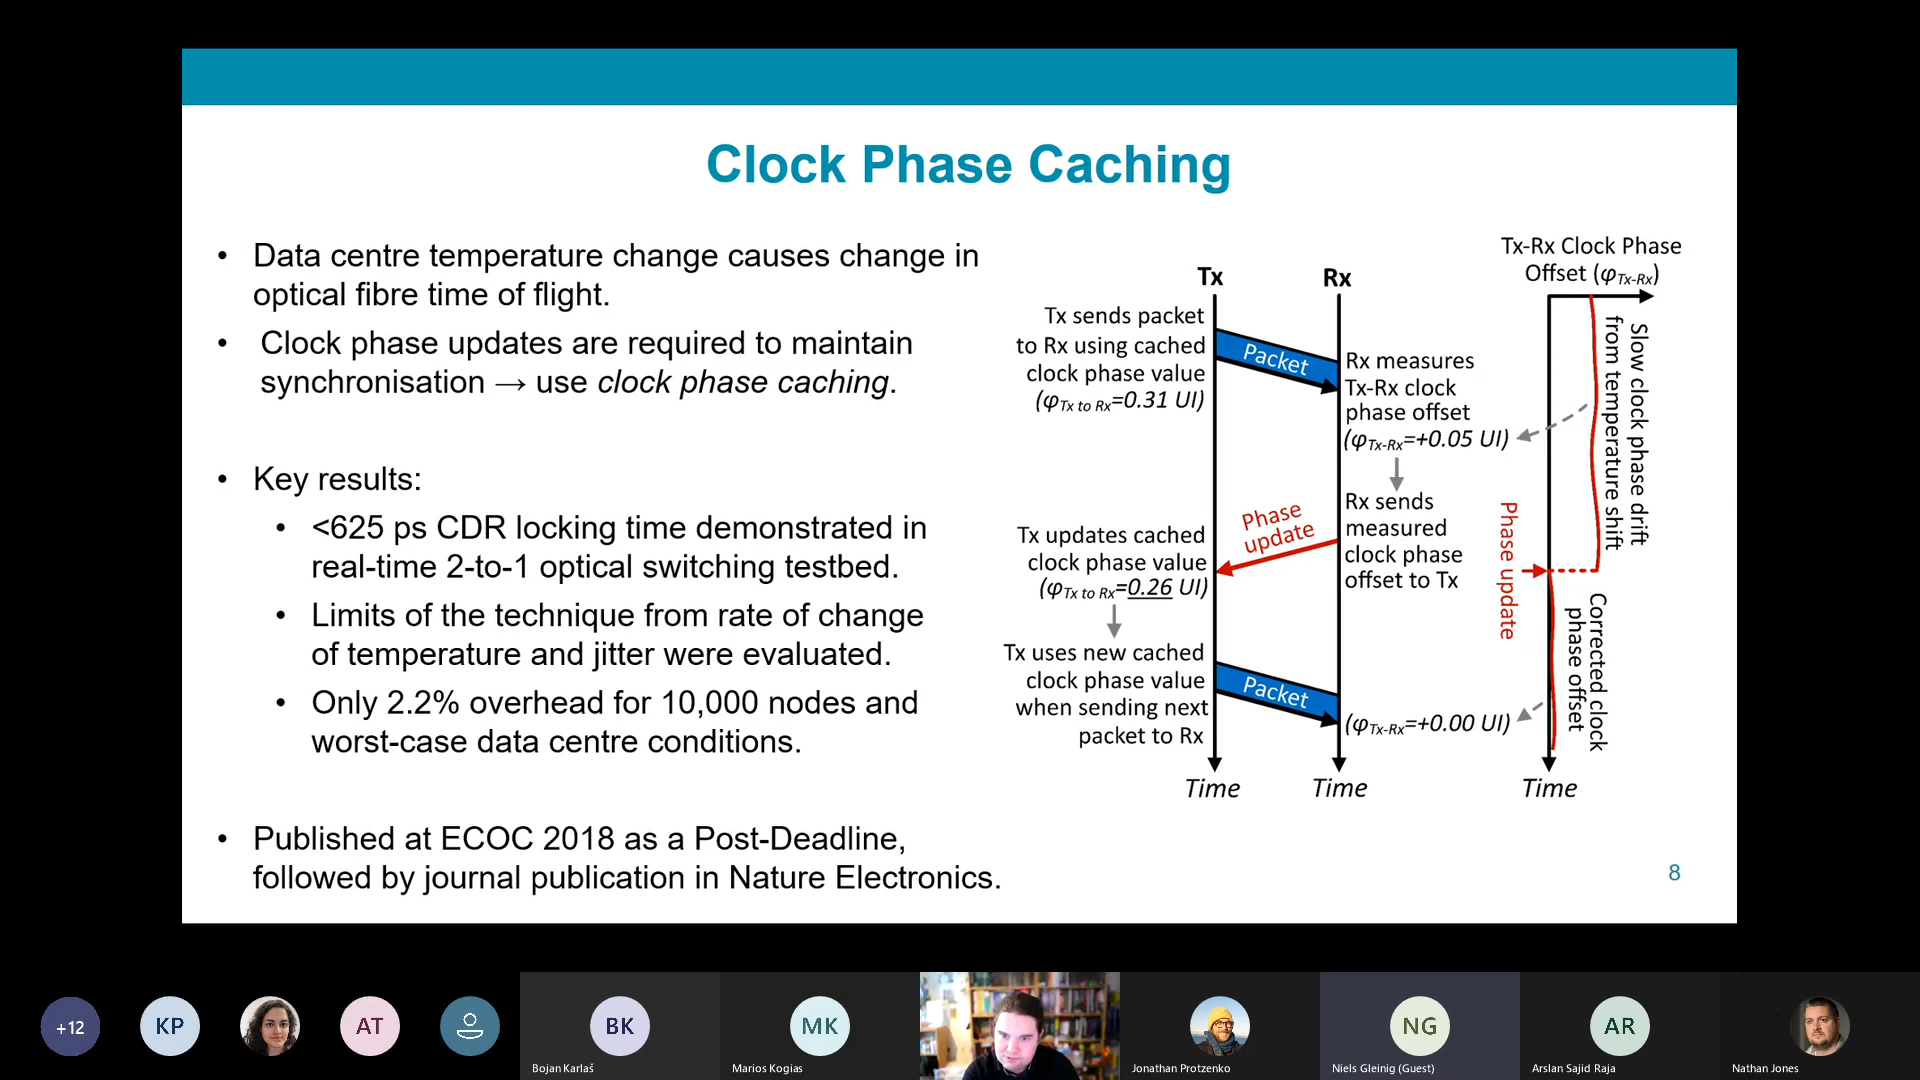 Clock Phase Caching
• Data centre temperature change causes change in
optical fibre time of flight.
• Clock phase updates are required to maintain
synchronisation → use clock phase caching.
• Key results:
• <625 ps CDR locking time demonstrated in
real-time 2-to-1 optical switching testbed.
• Limits of the technique from rate of change
of temperature and jitter were evaluated.
• Only 2.2% overhead for 10,000 nodes and
worst-case data centre conditions.
• Published at ECOC 2018 as a Post-Deadline,
followed by journal publication in Nature Electronics.
Tx
Rx
Tx sends packet
to Rx using cached
clock phase value
(φTx to Rx=0.31 UI)
Packet
Rx measures
Tx-Rx clock
phase offset
(φTx-Rx=+0.05 UI)
Rx sends
measured
clock phase
offset to Tx
Phase
update
Tx updates cached
clock phase value
(φTx to Rx=0.26 UI)
Tx uses new cached
clock phase value
when sending next
packet to Rx
Packet
(φTx-Rx=+0.00 UI)
Time
Time
Tx-Rx Clock Phase
Offset (φTx-Rx)
Slow clock phase drift
from temperature shift
Phase update
Corrected clock
phase offset
Time
8
+12
KP
AT
BK
Bojan Karlaš
MK
Marios Kogias
Jonathan Protzenko
NG
Niels Gleinig (Guest)
AR
Arslan Sajid Raja
Nathan Jones